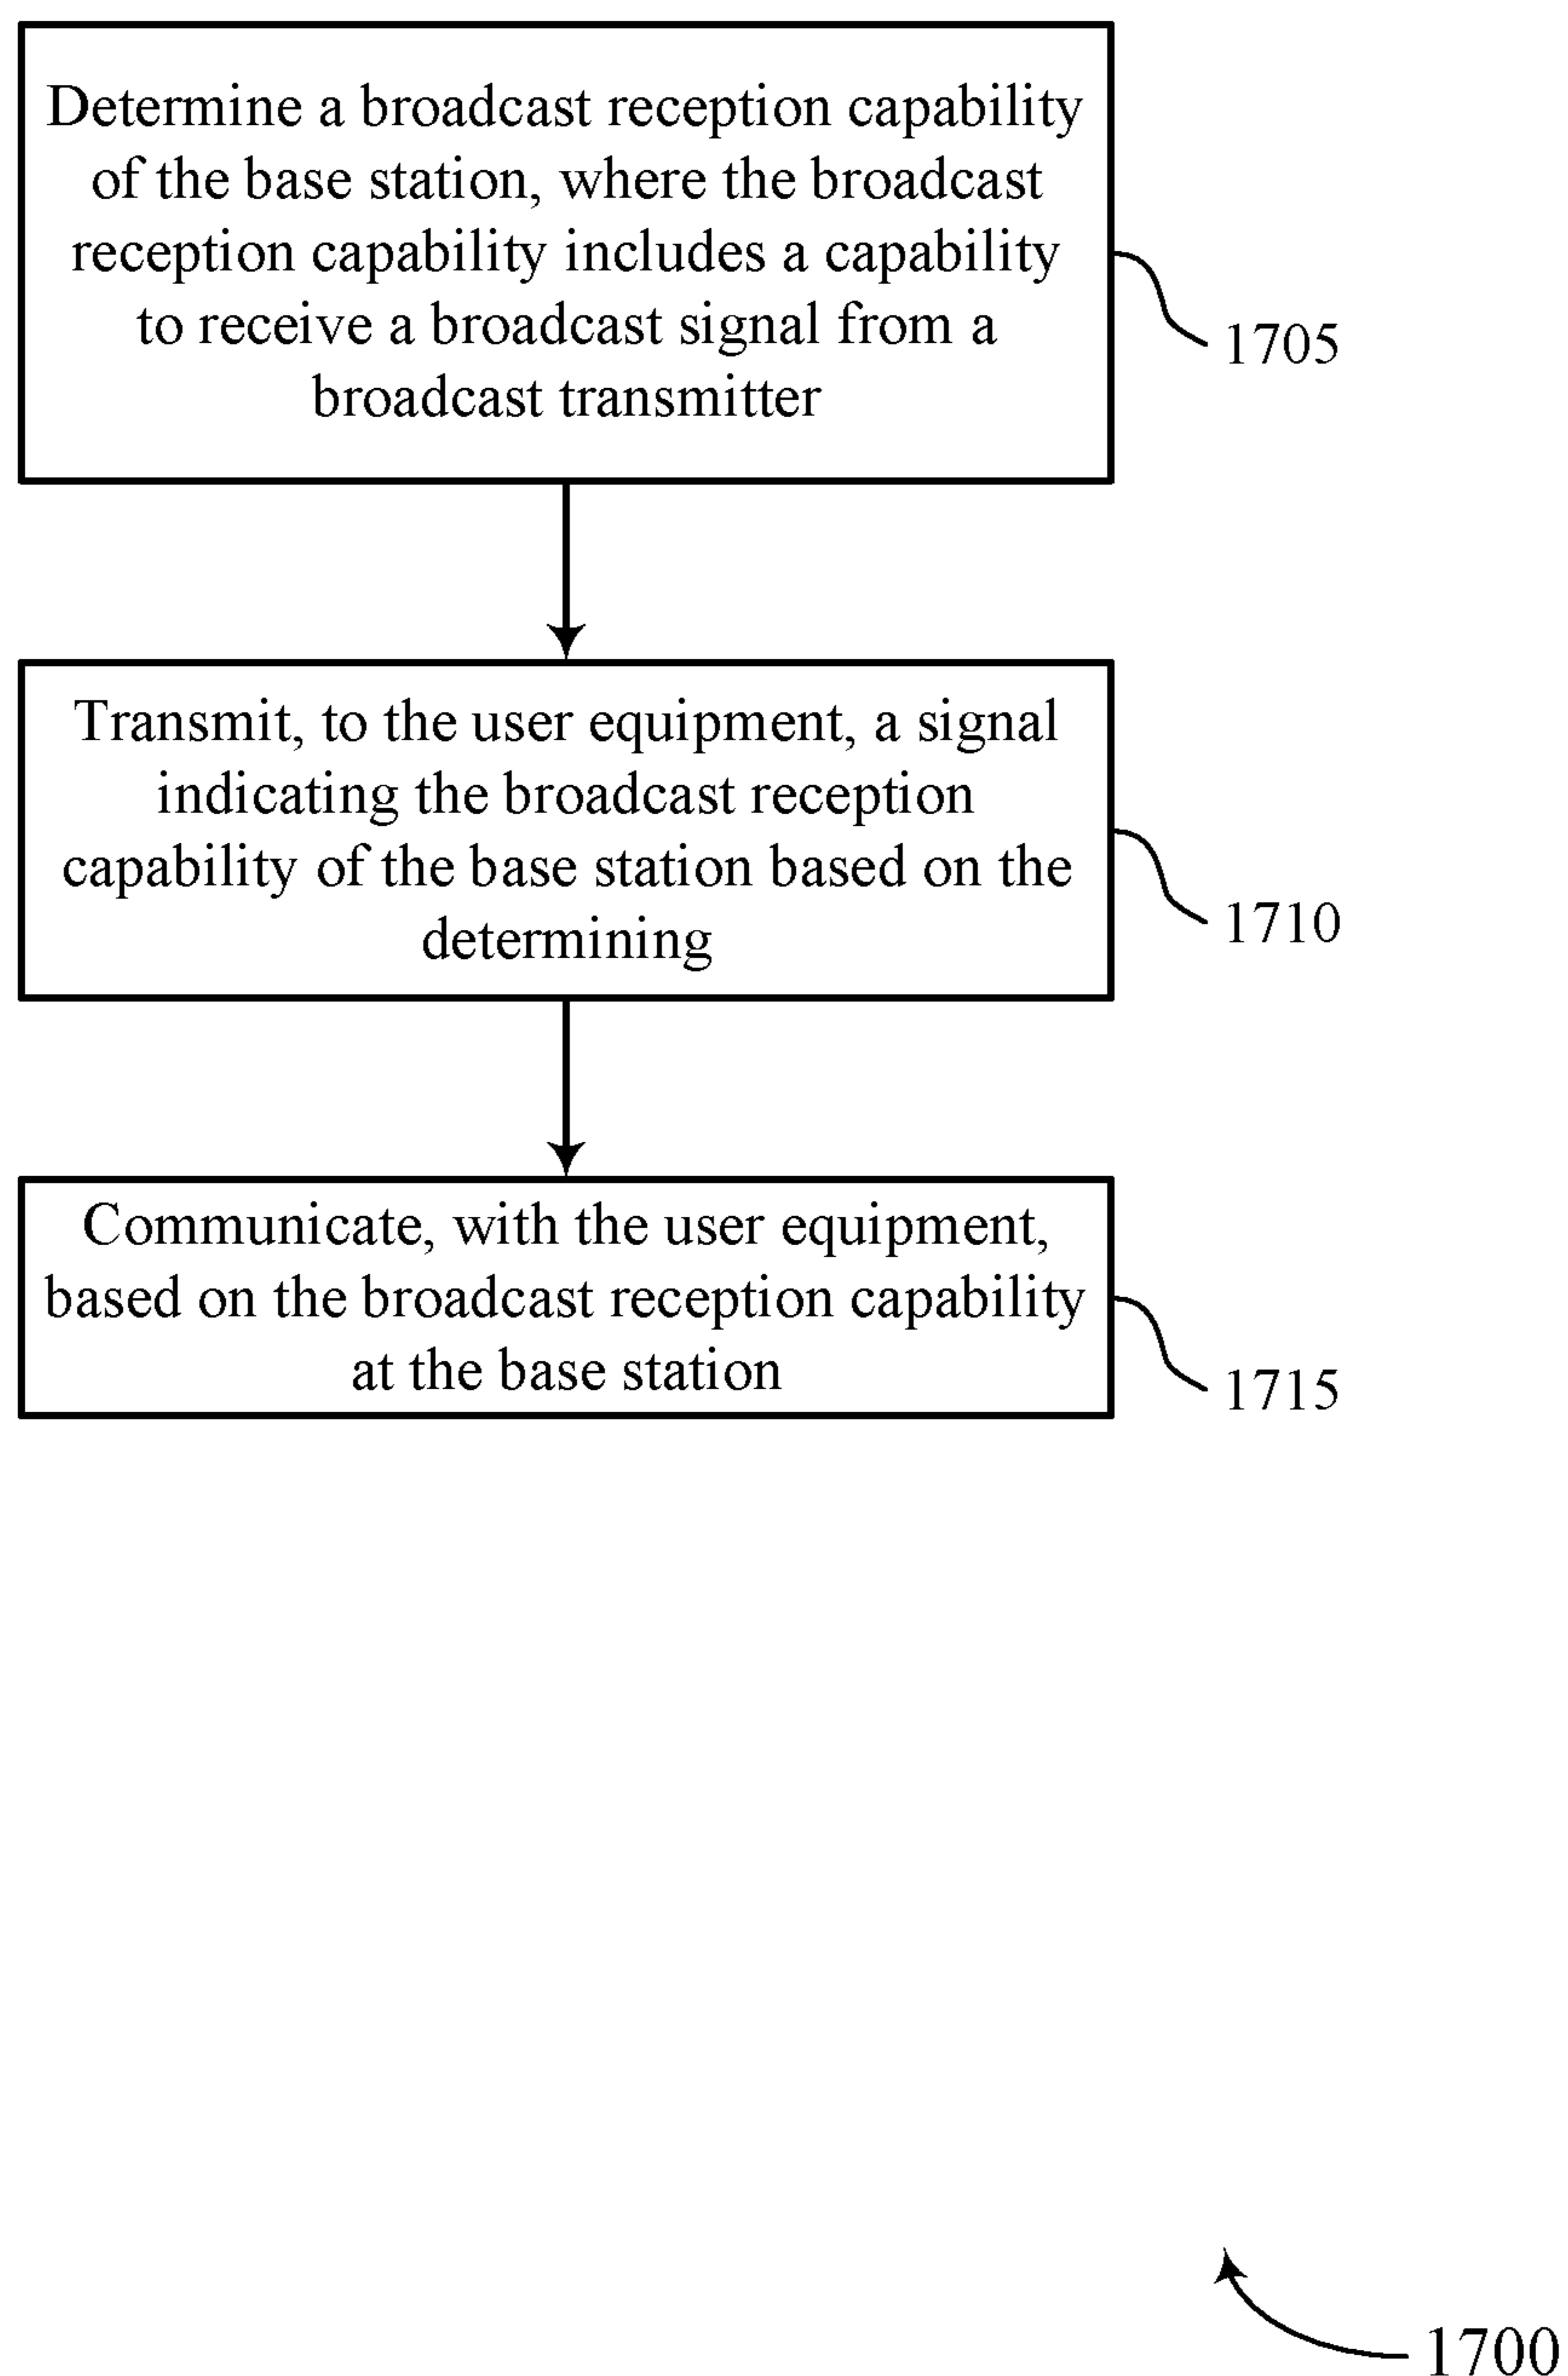 Determine a broadcast reception capability
of the base station, where the broadcast
reception capability includes a capability
to receive a broadcast signal from a
broadcast transmitter
1705
Transmit, to the user equipment, a signal
indicating the broadcast reception
capability of the base station based on the
determining
1710
Communicate, with the user equipment,
based on the broadcast reception capability
at the base station
1715
1700